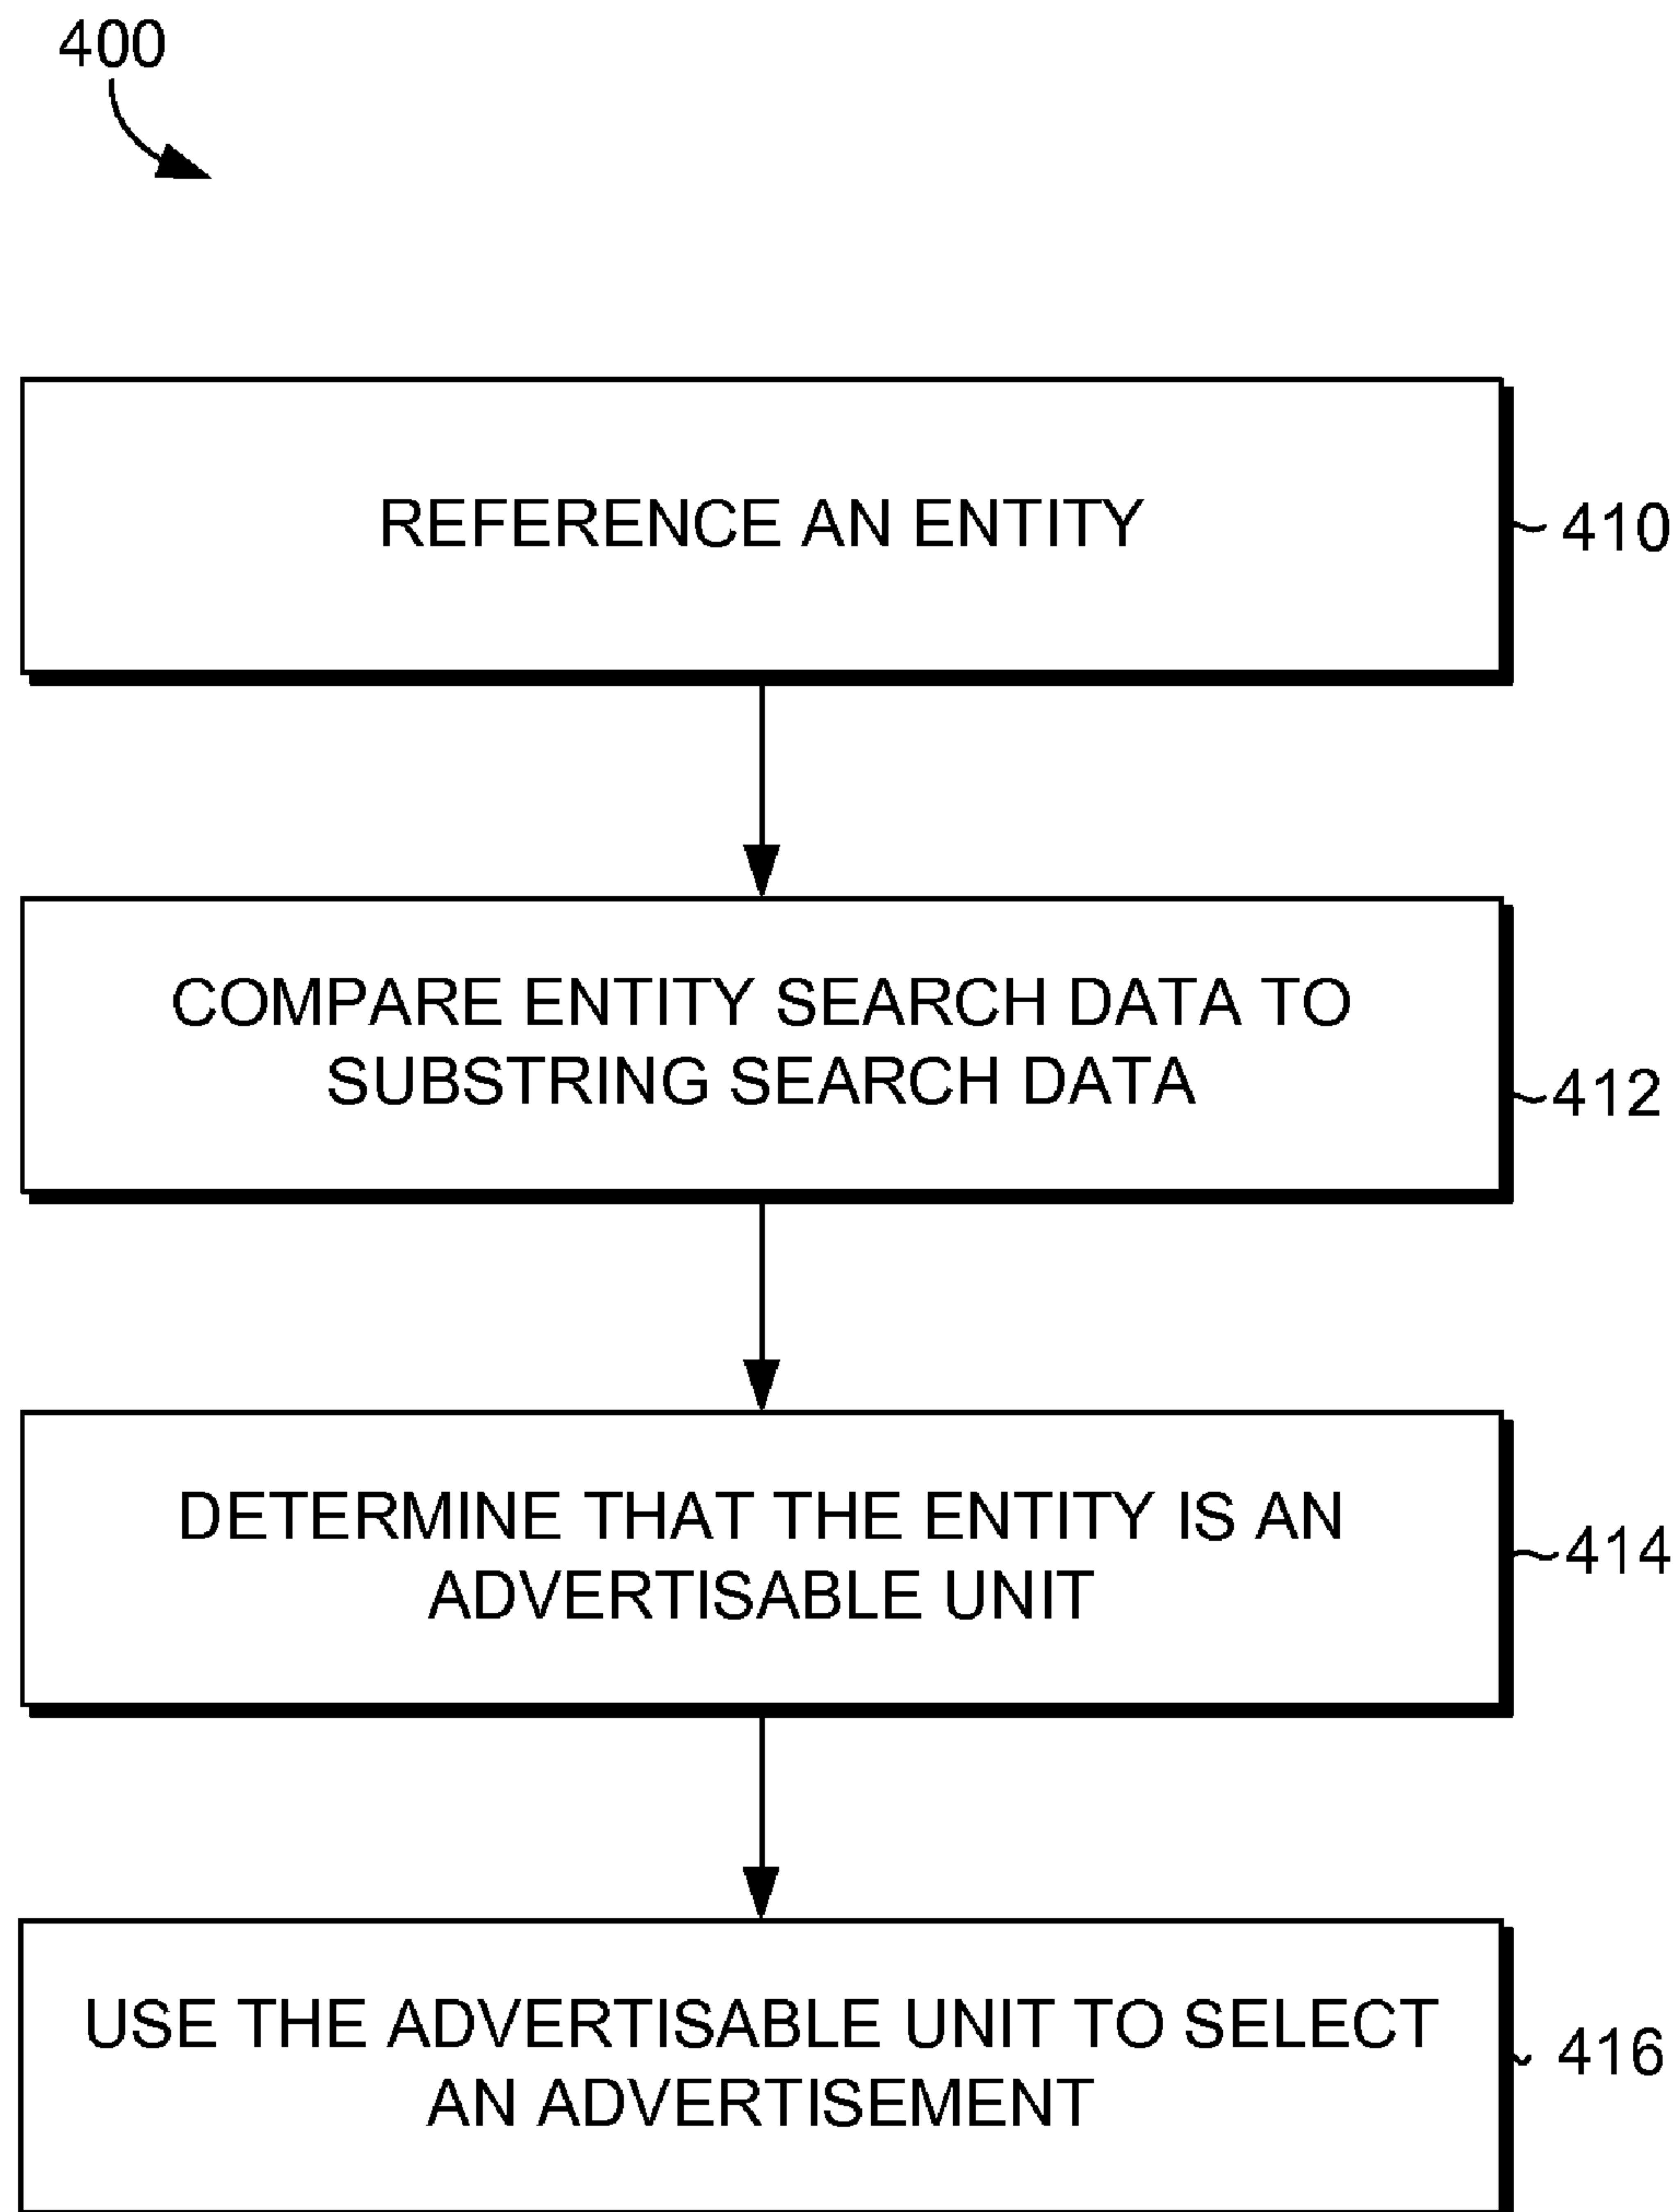 400
REFERENCE AN ENTITY
410
COMPARE ENTITY SEARCH DATA TO
SUBSTRING SEARCH DATA
412
DETERMINE THAT THE ENTITY IS AN
ADVERTISABLE UNIT
414
USE THE ADVERTISABLE UNIT TO SELECT
AN ADVERTISEMENT
416